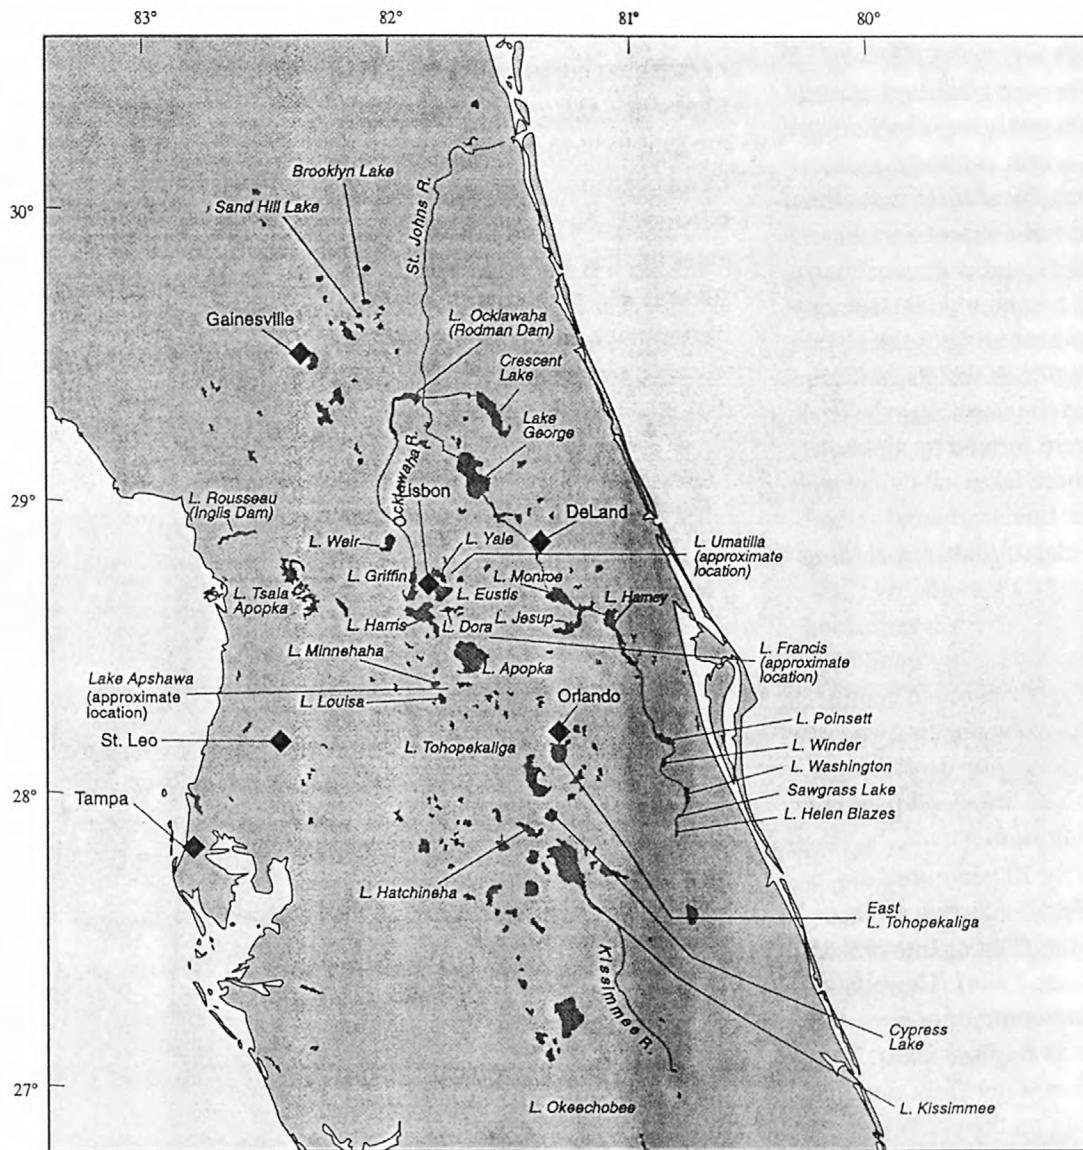 83°
82°
81°
80°
30°
29°
28°
27°
Brooklyn Lake
Sand Hill Lake
St. Johns R.
Gainesville
L. Ocklawaha
(Rodman Dam)
Crescent
Lake
Lake
George
Ocklawaha R.
Lisbon
DeLand
L. Rousseau
(Inglis Dam)
L. Weir
L. Yale
L. Umatilla
(approximate
location)
L. Griffin
L. Monroe
L. Tsala
Apopka
L. Eustis
L. Harney
L. Harris
L. Dora
L. Jesup
L. Minnehaha
L. Apopka
L. Francis
(approximate
location)
Lake Apshawa
(approximate
location)
L. Louisa
Orlando
L. Poinsett
St. Leo
L. Tohopekaliga
L. Winder
L. Washington
Sawgrass Lake
Tampa
L. Helen Blazes
L. Hatchineha
East
L. Tohopekaliga
Kissimmee R.
Cypress
Lake
L. Okeechobee
L. Kissimmee